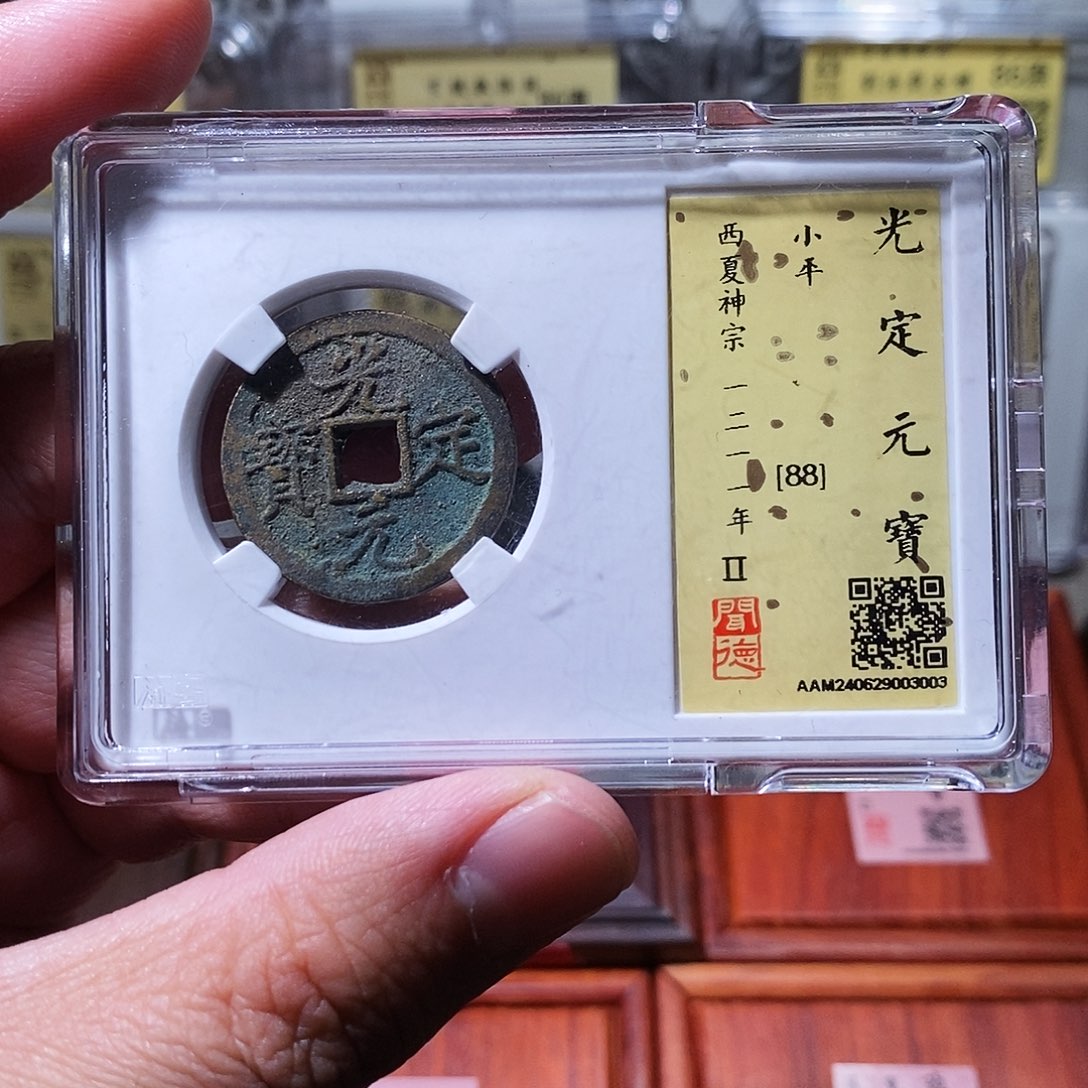 光定元寶
光定元寶
小平
[88]
西夏神宗 一二一一年 II
聞德
AAM240629003003